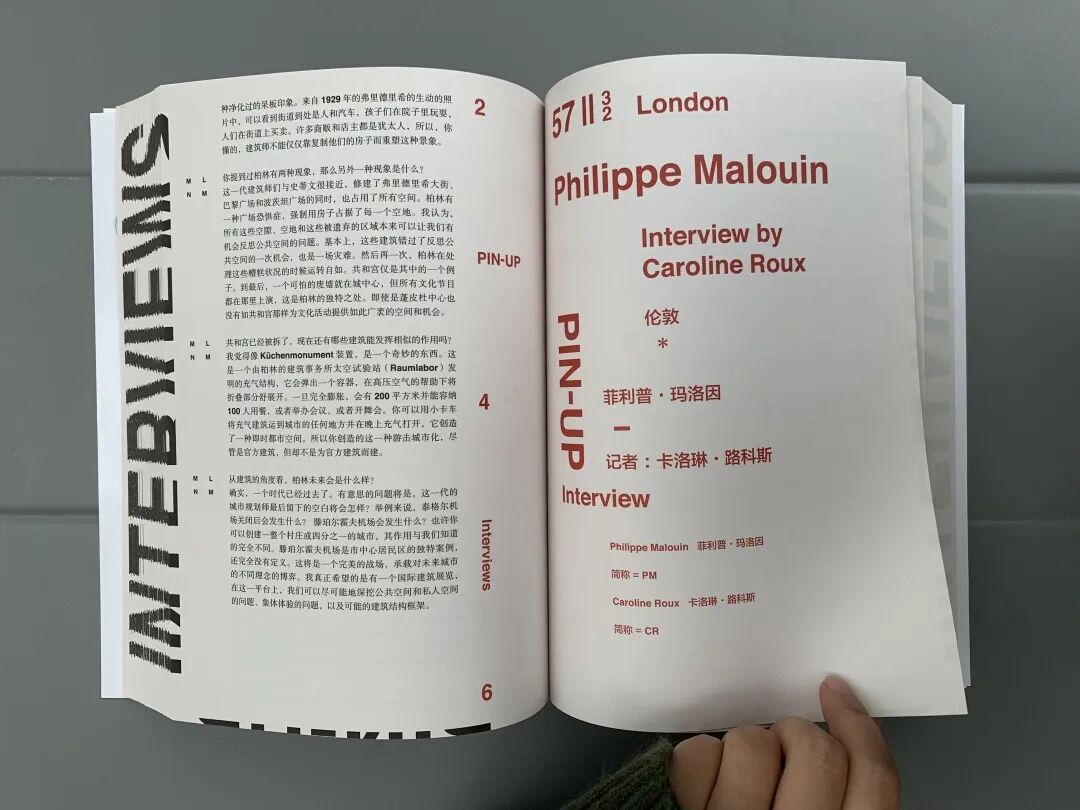 INTERVIEWS
种净化过的呆板印象。来自 1929 年的弗里德里希的生动的照
片中，可以看到街道到处是人和汽车，孩子们在院子里玩耍，
人们在街道上买卖。许多商贩和店主都是犹太人，所以，你
懂的，建筑师不能仅仅靠复制他们的房子而重塑这种景象。
M L
你提到过柏林有两种现象，那么另外一种现象是什么？
N M
这一代建筑师们与史蒂文很接近，修建了弗里德里希大街、
巴黎广场和波茨坦广场的同时，也占用了所有空间。柏林有
一种广场恐惧症，强制用房子占据了每一个空地。我认为，
所有这些空隙、空地和这些被遗弃的区域本来可以让我们有
机会反思公共空间的问题。基本上，这些建筑错过了反思公
共空间的一次机会，也是一场灾难。然后再一次，柏林在处
理这些糟糕状况的时候运转自如。共和宫仅是其中的一个例
子。到最后，一个可怕的废墟就在城中心，但所有文化节目
都在那里上演，这是柏林的独特之处。即使是蓬皮杜中心也
没有如共和宫那样为文化活动提供如此广袤的空间和机会。
M L
共和宫已经被拆了，现在还有哪些建筑能发挥相似的作用吗？
N M
我觉得像 Küchenmonument 装置，是一个奇妙的东西。这
是一个由柏林的建筑事务所太空试验站（Raumlabor）发
明的充气结构，它会弹出一个容器，在高压空气的帮助下将
折叠部分舒展开。一旦完全膨胀，会有 200 平方米并能容纳
100 人用餐，或者举办会议，或者开舞会。你可以用小卡车
将充气建筑运到城市的任何地方并在晚上充气打开，它创造
了一种即时都市空间。所以你创造的这一种游击城市化，尽
管是官方建筑，但却不是为官方建筑而建。
M L
从建筑的角度看，柏林未来会是什么样？
N M
确实，一个时代已经过去了。有意思的问题将是，这一代的
城市规划师最后留下的空白将会怎样？举例来说，泰格尔机
场关闭后会发生什么？ 滕珀尔霍夫机场会发生什么？也许你
可以创建一整个村庄或四分之一的城市，其作用与我们知道
的完全不同。滕珀尔霍夫机场是市中心居民区的独特案例，
还完全没有定义。这将是一个完美的战场，承载对未来城市
的不同理念的博弈。我真正希望的是有一个国际建筑展览，
在这一平台上，我们可以尽可能地深挖公共空间和私人空间
的问题、集体体验的问题，以及可能的建筑结构框架。
2
PIN-UP
4
Interviews
6
57 || 3 2 London
Philippe Malouin
Interview by
Caroline Roux
伦敦
*
PIN-UP
菲利普·玛洛因
—
记者：卡洛琳·路科斯
Interview
Philippe Malouin 菲利普·玛洛因
简称 = PM
Caroline Roux 卡洛琳·路科斯
简称 = CR